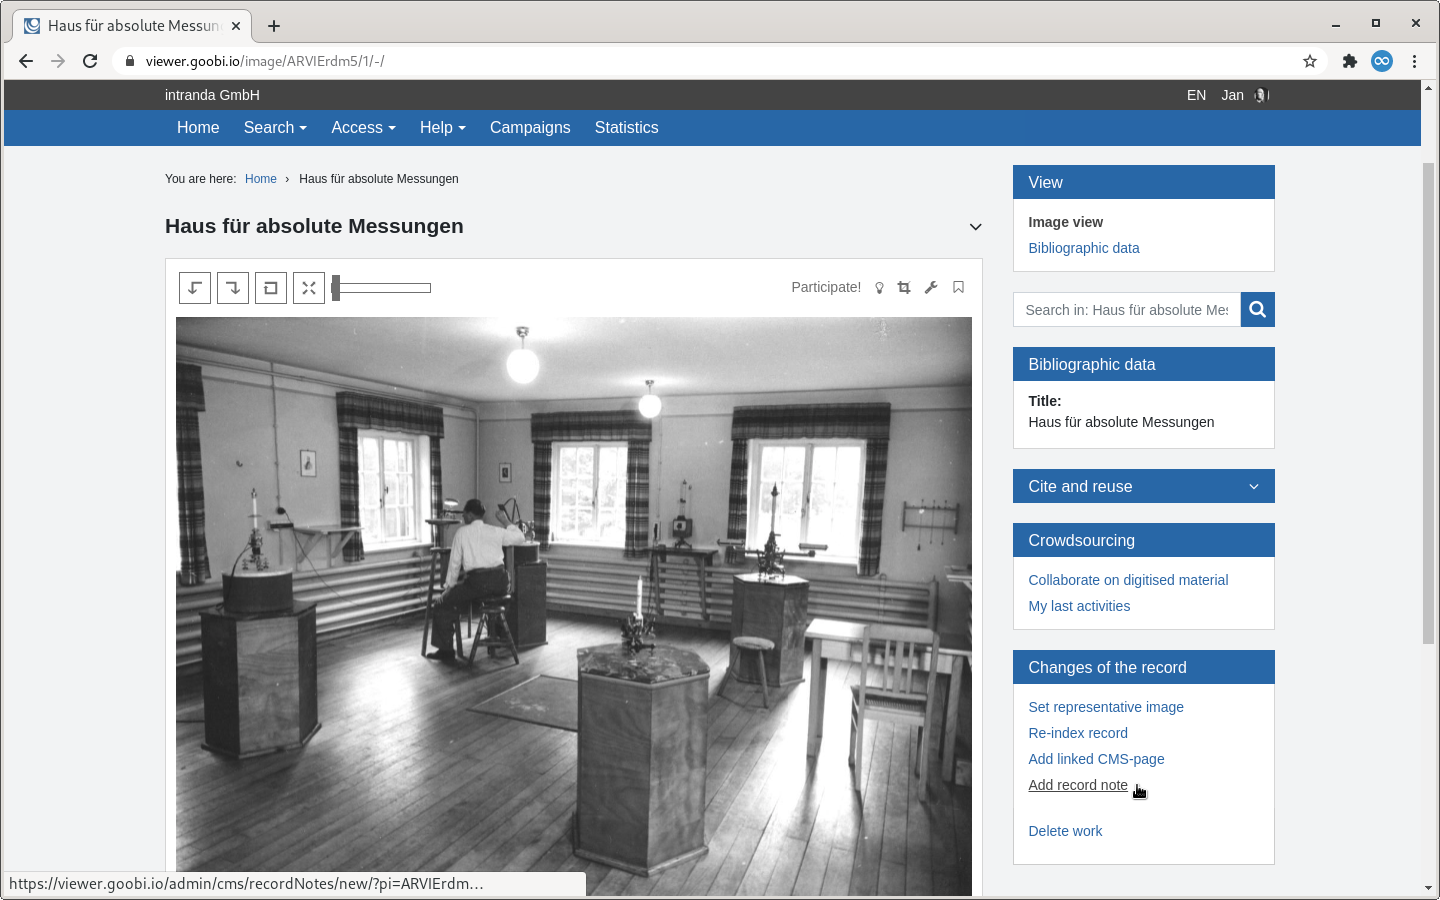 Haus für absolute Messun
viewer.goobi.io/image/ARVIErdm5/1/-/
intranda GmbH
EN Jan
Home Search Access Help Campaigns Statistics
You are here: Home › Haus für absolute Messungen
Haus für absolute Messungen
Participate!
View
Image view
Bibliographic data
Search in: Haus für absolute Mes
Bibliographic data
Title:
Haus für absolute Messungen
Cite and reuse
Crowdsourcing
Collaborate on digitised material
My last activities
Changes of the record
Set representative image
Re-index record
Add linked CMS-page
Add record note
Delete work
https://viewer.goobi.io/admin/cms/recordNotes/new/?pi=ARVIErdm…